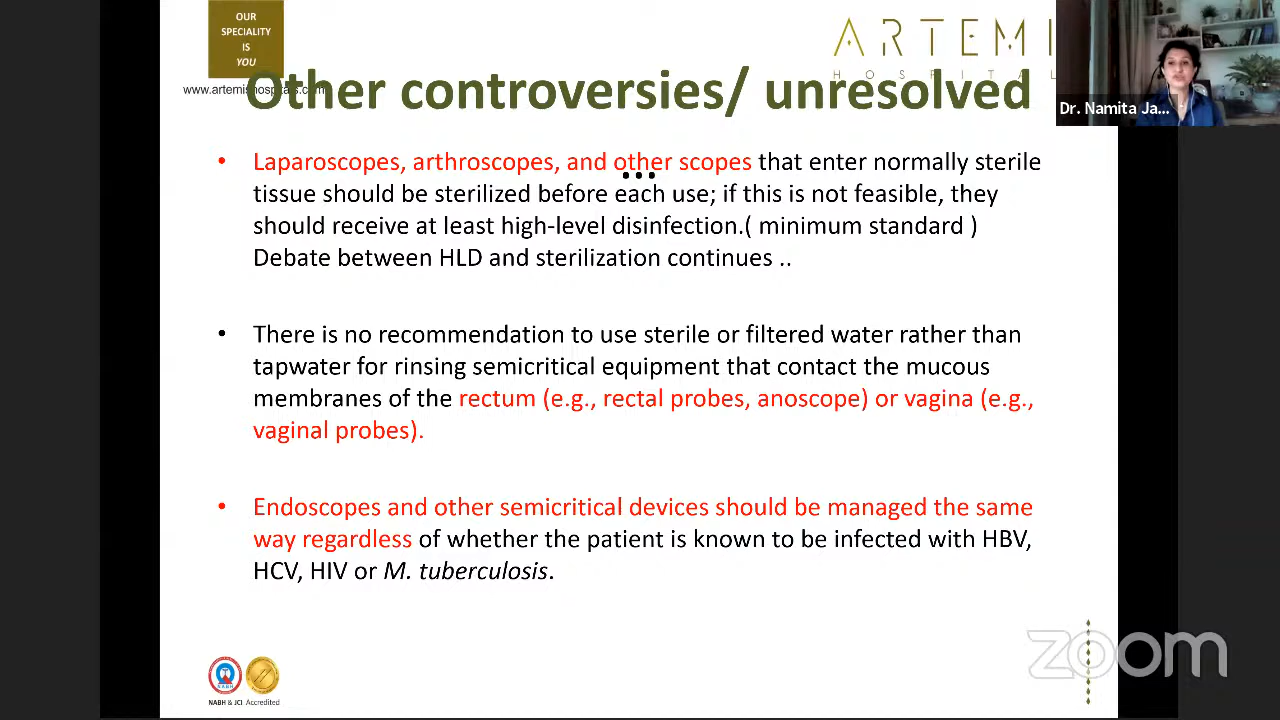 OUR
SPECIALITY
IS
YOU
ARTEMI
HOSPITAL
www.artemishospitals.com
Other controversies/ unresolved
...
Dr. Namita Ja...
• Laparoscopes, arthroscopes, and other scopes that enter normally sterile
tissue should be sterilized before each use; if this is not feasible, they
should receive at least high-level disinfection.( minimum standard )
Debate between HLD and sterilization continues ..
• There is no recommendation to use sterile or filtered water rather than
tapwater for rinsing semicritical equipment that contact the mucous
membranes of the rectum (e.g., rectal probes, anoscope) or vagina (e.g.,
vaginal probes).
• Endoscopes and other semicritical devices should be managed the same
way regardless of whether the patient is known to be infected with HBV,
HCV, HIV or M. tuberculosis.
zoom
NABH & JCI Accredited